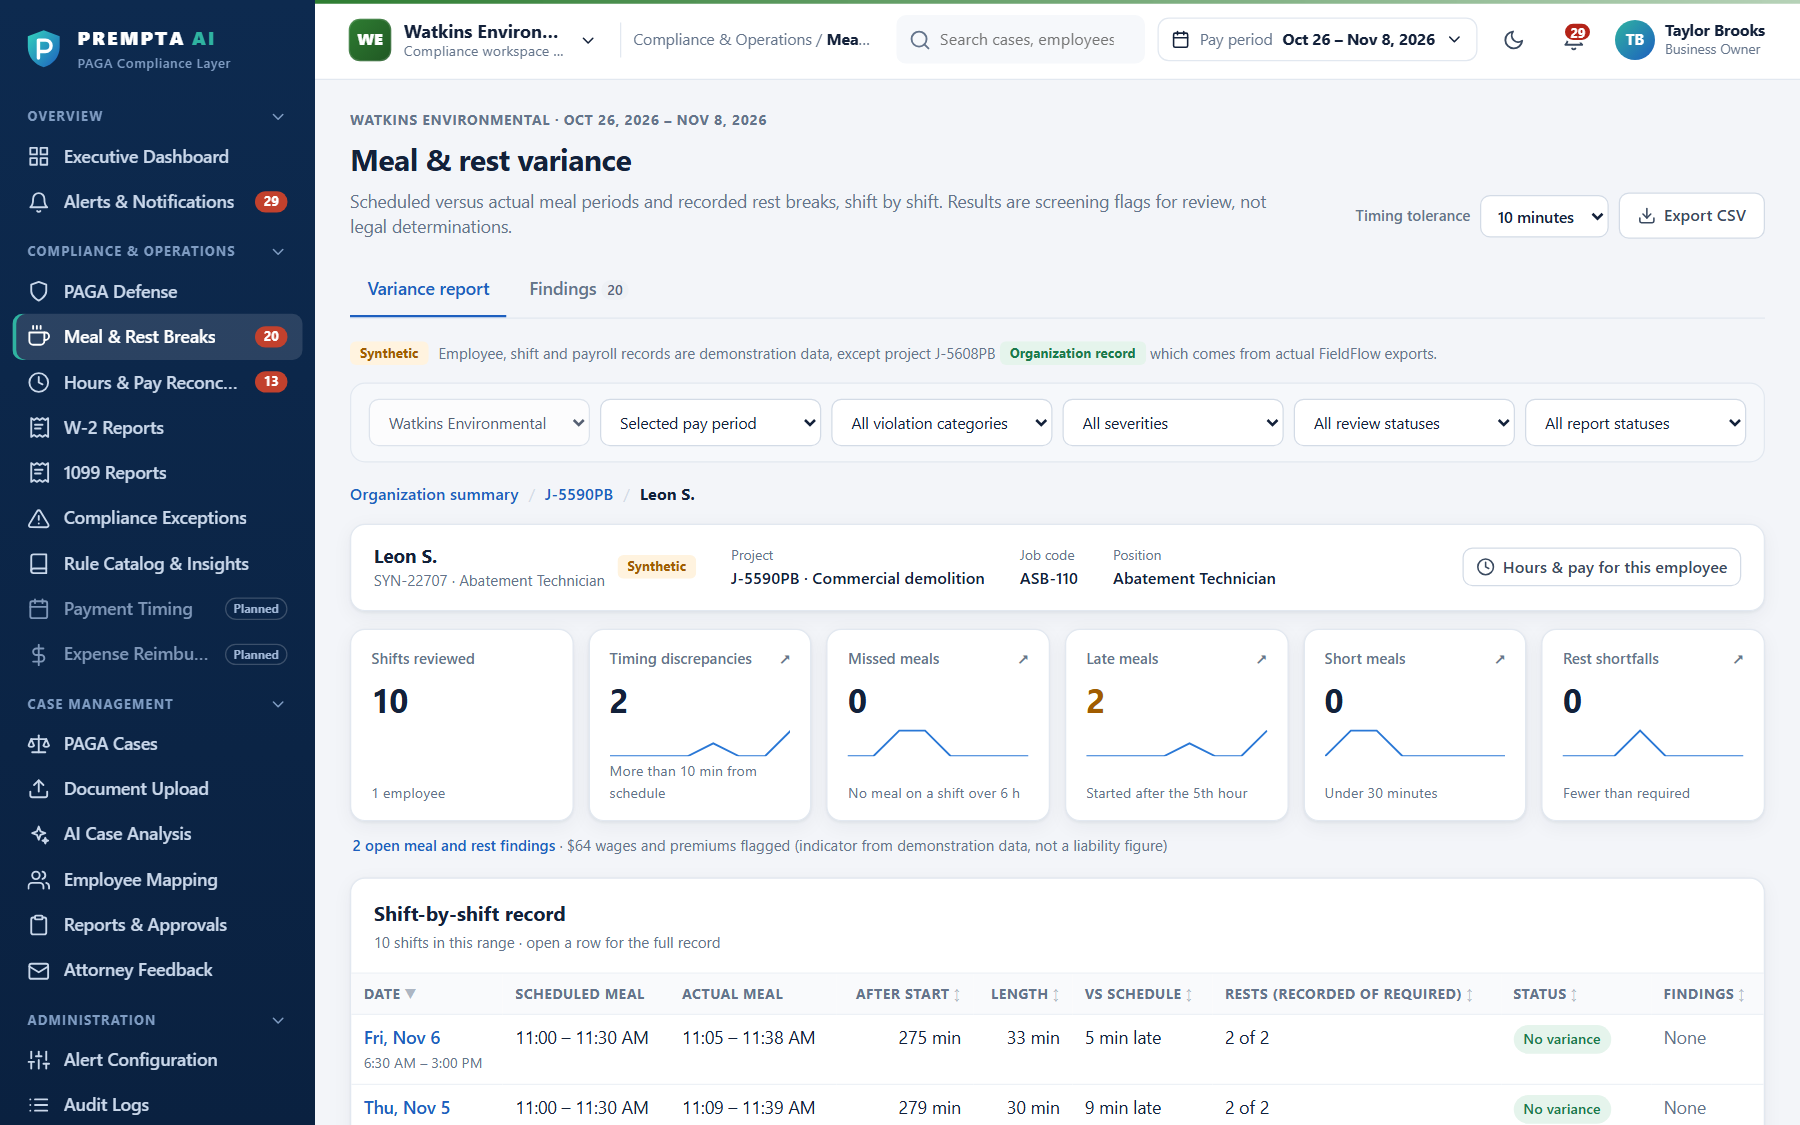 PREMPTA AI
PAGA Compliance Layer
OVERVIEW
Executive Dashboard
Alerts & Notifications 29
COMPLIANCE & OPERATIONS
PAGA Defense
Meal & Rest Breaks 20
Hours & Pay Reconc... 13
W-2 Reports
1099 Reports
Compliance Exceptions
Rule Catalog & Insights
Payment Timing Planned
Expense Reimbu... Planned
CASE MANAGEMENT
PAGA Cases
Document Upload
AI Case Analysis
Employee Mapping
Reports & Approvals
Attorney Feedback
ADMINISTRATION
Alert Configuration
Audit Logs
WE
Watkins Environ...
Compliance workspace ...
Compliance & Operations / Mea...
Search cases, employees
Pay period Oct 26 – Nov 8, 2026
29
TB
Taylor Brooks
Business Owner
WATKINS ENVIRONMENTAL · OCT 26, 2026 – NOV 8, 2026
Meal & rest variance
Scheduled versus actual meal periods and recorded rest breaks, shift by shift. Results are screening flags for review, not
legal determinations.
Timing tolerance 10 minutes Export CSV
Variance report Findings 20
Synthetic Employee, shift and payroll records are demonstration data, except project J-5608PB Organization record which comes from actual FieldFlow exports.
Watkins Environmental Selected pay period All violation categories All severities All review statuses All report statuses
Organization summary / J-5590PB / Leon S.
Leon S.
SYN-22707 · Abatement Technician
Synthetic
Project
J-5590PB · Commercial demolition
Job code
ASB-110
Position
Abatement Technician
Hours & pay for this employee
Shifts reviewed
10
1 employee
Timing discrepancies ↗
2
More than 10 min from
schedule
Missed meals ↗
0
No meal on a shift over 6 h
Late meals ↗
2
Started after the 5th hour
Short meals ↗
0
Under 30 minutes
Rest shortfalls ↗
0
Fewer than required
2 open meal and rest findings · $64 wages and premiums flagged (indicator from demonstration data, not a liability figure)
Shift-by-shift record
10 shifts in this range · open a row for the full record
DATE ▼ SCHEDULED MEAL ACTUAL MEAL AFTER START ↕ LENGTH ↕ VS SCHEDULE ↕ RESTS (RECORDED OF REQUIRED) ↕ STATUS ↕ FINDINGS ↕
Fri, Nov 6 11:00 – 11:30 AM 11:05 – 11:38 AM 275 min 33 min 5 min late 2 of 2 No variance None
6:30 AM – 3:00 PM
Thu, Nov 5 11:00 – 11:30 AM 11:09 – 11:39 AM 279 min 30 min 9 min late 2 of 2 No variance None